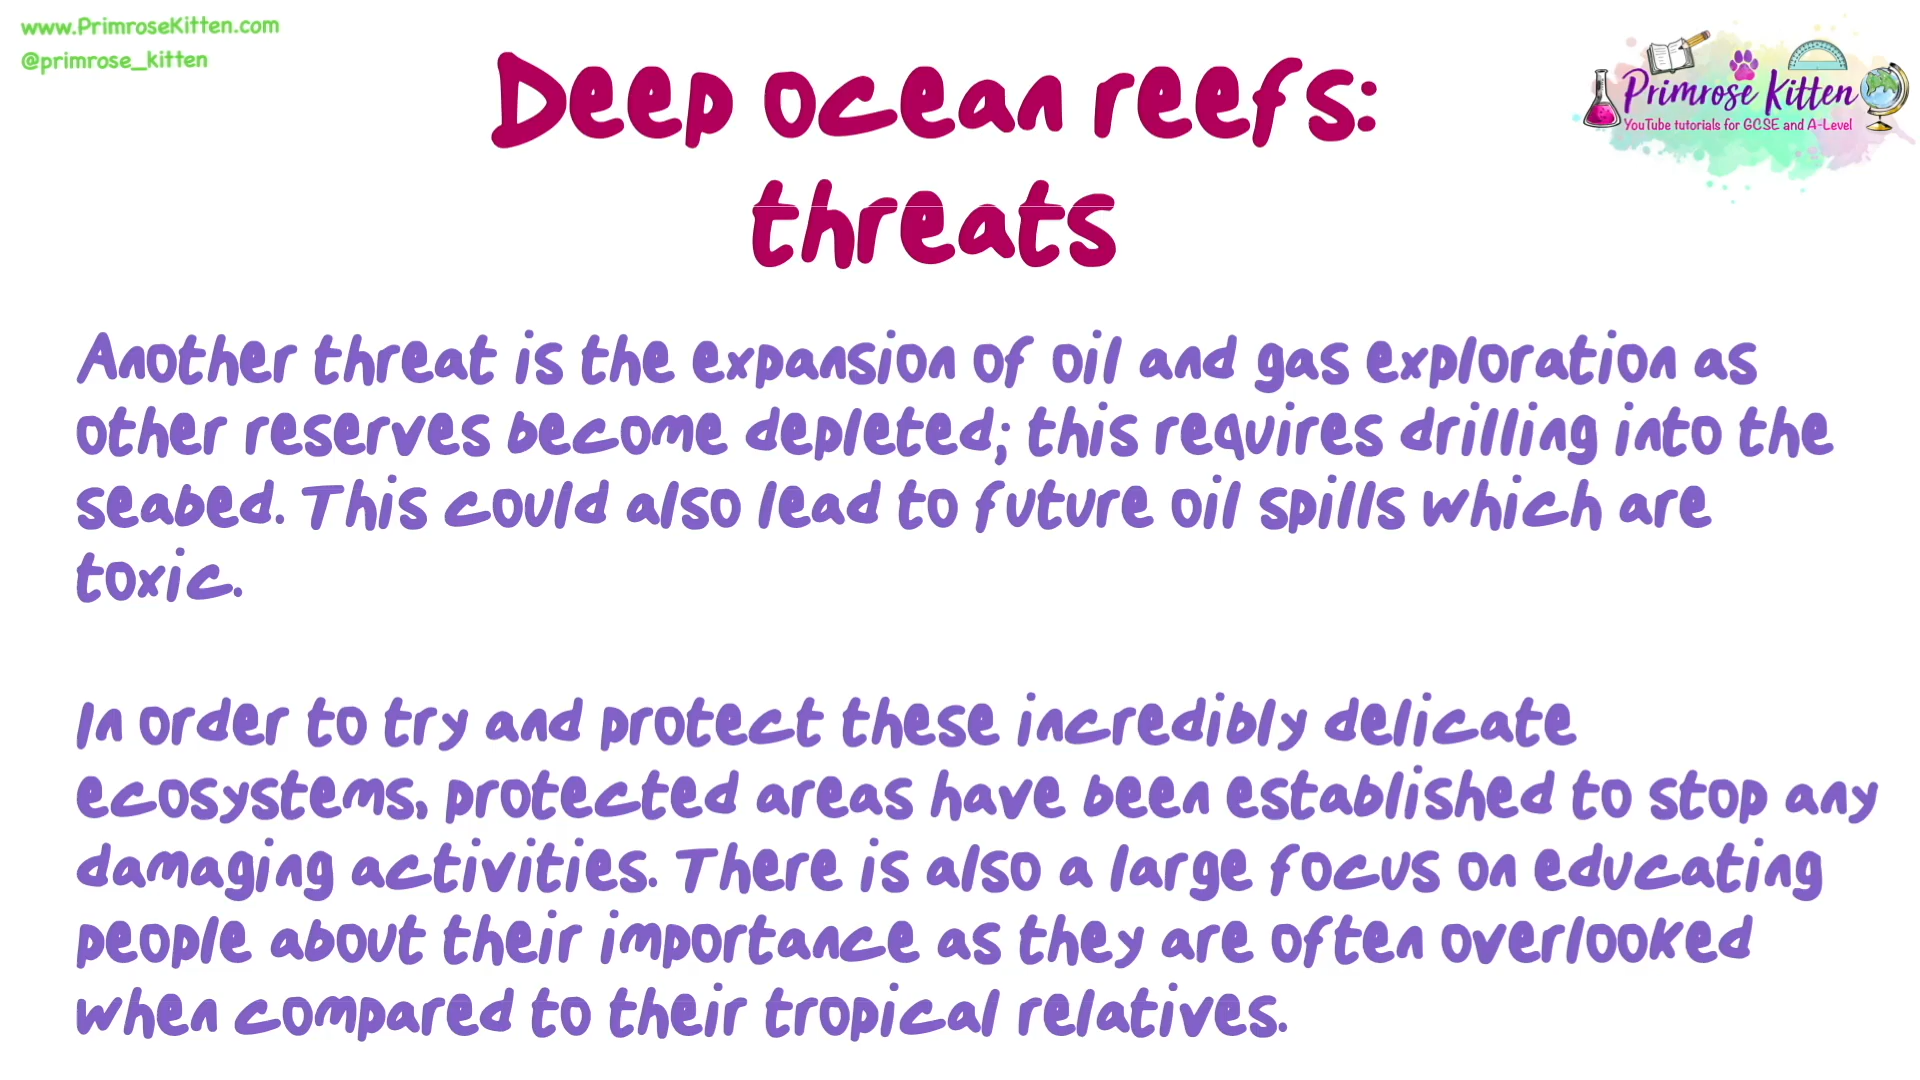 www.PrimroseKitten.com
@primrose_kitten
Deep ocean reefs:
threats
Primrose Kitten
YouTube tutorials for GCSE and A-Level
Another threat is the expansion of oil and gas exploration as
other reserves become depleted; this requires drilling into the
seabed. This could also lead to future oil spills which are
toxic.
In order to try and protect these incredibly delicate
ecosystems, protected areas have been established to stop any
damaging activities. There is also a large focus on educating
people about their importance as they are often overlooked
when compared to their tropical relatives.